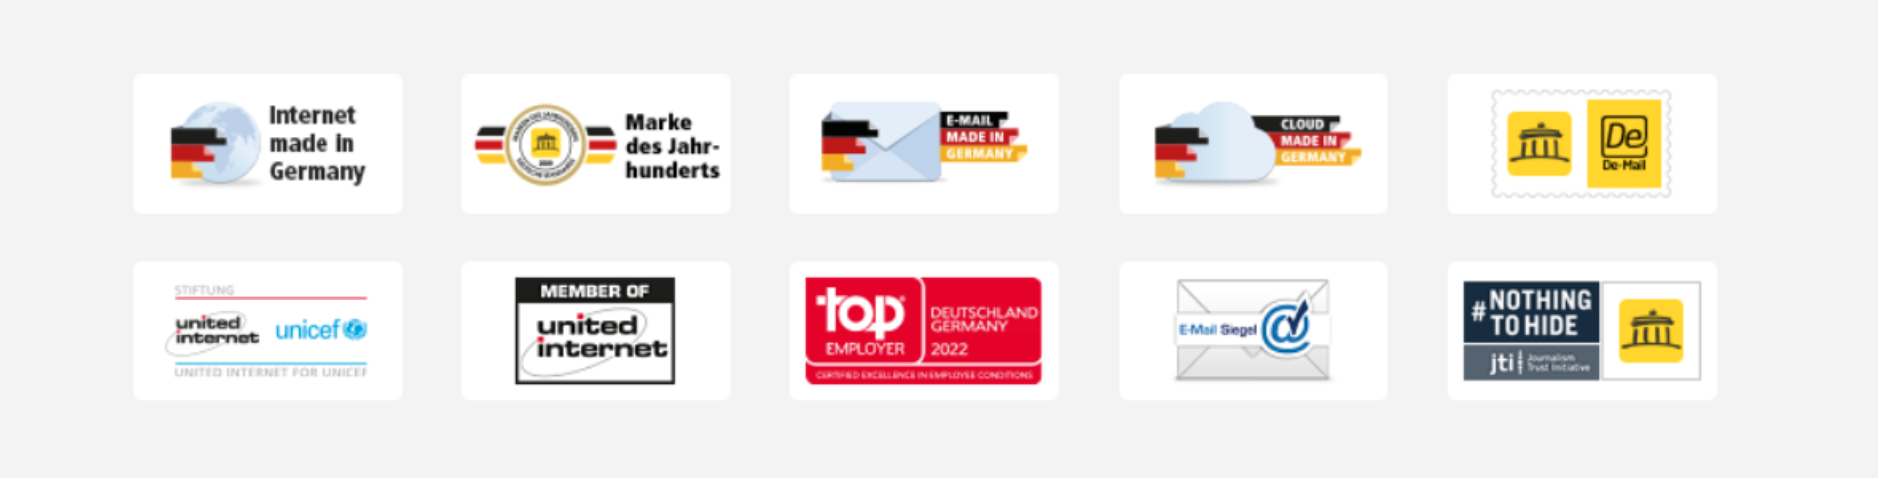 Internet
made in
Germany
Marke
des Jahr-
hunderts
E-MAIL
MADE IN
GERMANY
CLOUD
MADE IN
GERMANY
De
De-Mail
STIFTUNG
united
internet
unicef
UNITED INTERNET FOR UNICEF
MEMBER OF
united
internet
top
EMPLOYER
DEUTSCHLAND
GERMANY
2022
CERTIFIED EXCELLENCE IN EMPLOYEE CONDITIONS
E-Mail Siegel @
#NOTHING
TO HIDE
jti
Journalism
Trust Initiative